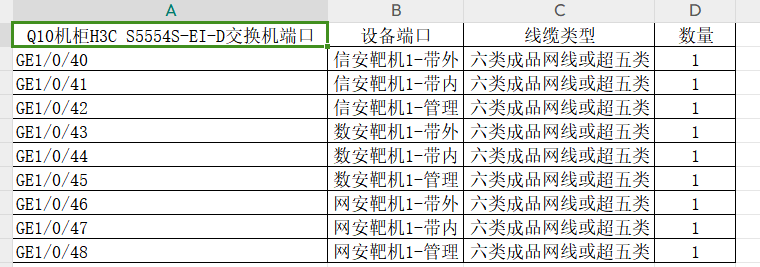 A B C D
Q10机柜H3C S5554S-EI-D交换机端口 设备端口 线缆类型 数量
GE1/0/40 信安靶机1-带外 六类成品网线或超五类 1
GE1/0/41 信安靶机1-带内 六类成品网线或超五类 1
GE1/0/42 信安靶机1-管理 六类成品网线或超五类 1
GE1/0/43 数安靶机1-带外 六类成品网线或超五类 1
GE1/0/44 数安靶机1-带内 六类成品网线或超五类 1
GE1/0/45 数安靶机1-管理 六类成品网线或超五类 1
GE1/0/46 网安靶机1-带外 六类成品网线或超五类 1
GE1/0/47 网安靶机1-带内 六类成品网线或超五类 1
GE1/0/48 网安靶机1-管理 六类成品网线或超五类 1